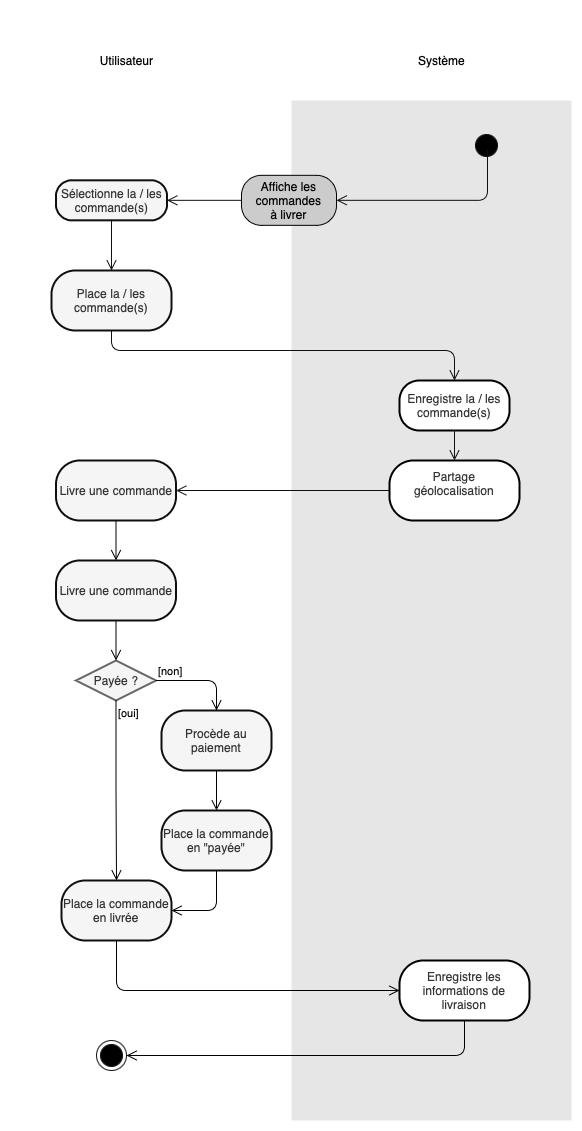 Utilisateur
Système
Affiche les
commandes
à livrer
Sélectionne la / les
commande(s)
Place la / les
commande(s)
Enregistre la / les
commande(s)
Partage
géolocalisation
Livre une commande
Livre une commande
Payée ?
[non]
[oui]
Procède au
paiement
Place la commande
en "payée"
Place la commande
en livrée
Enregistre les
informations de
livraison